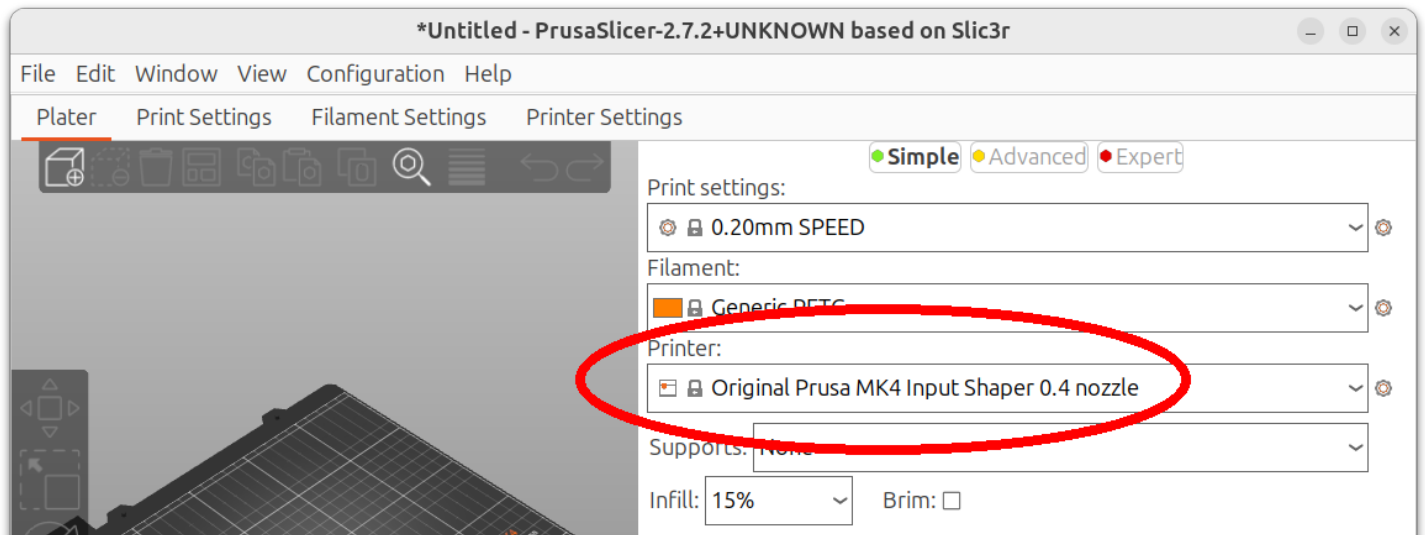 *Untitled - PrusaSlicer-2.7.2+UNKNOWN based on Slic3r
File Edit Window View Configuration Help
Plater Print Settings Filament Settings Printer Settings
Simple Advanced Expert
Print settings:
0.20mm SPEED
Filament:
Generic PETG
Printer:
Original Prusa MK4 Input Shaper 0.4 nozzle
Supports: None
Infill: 15% Brim: